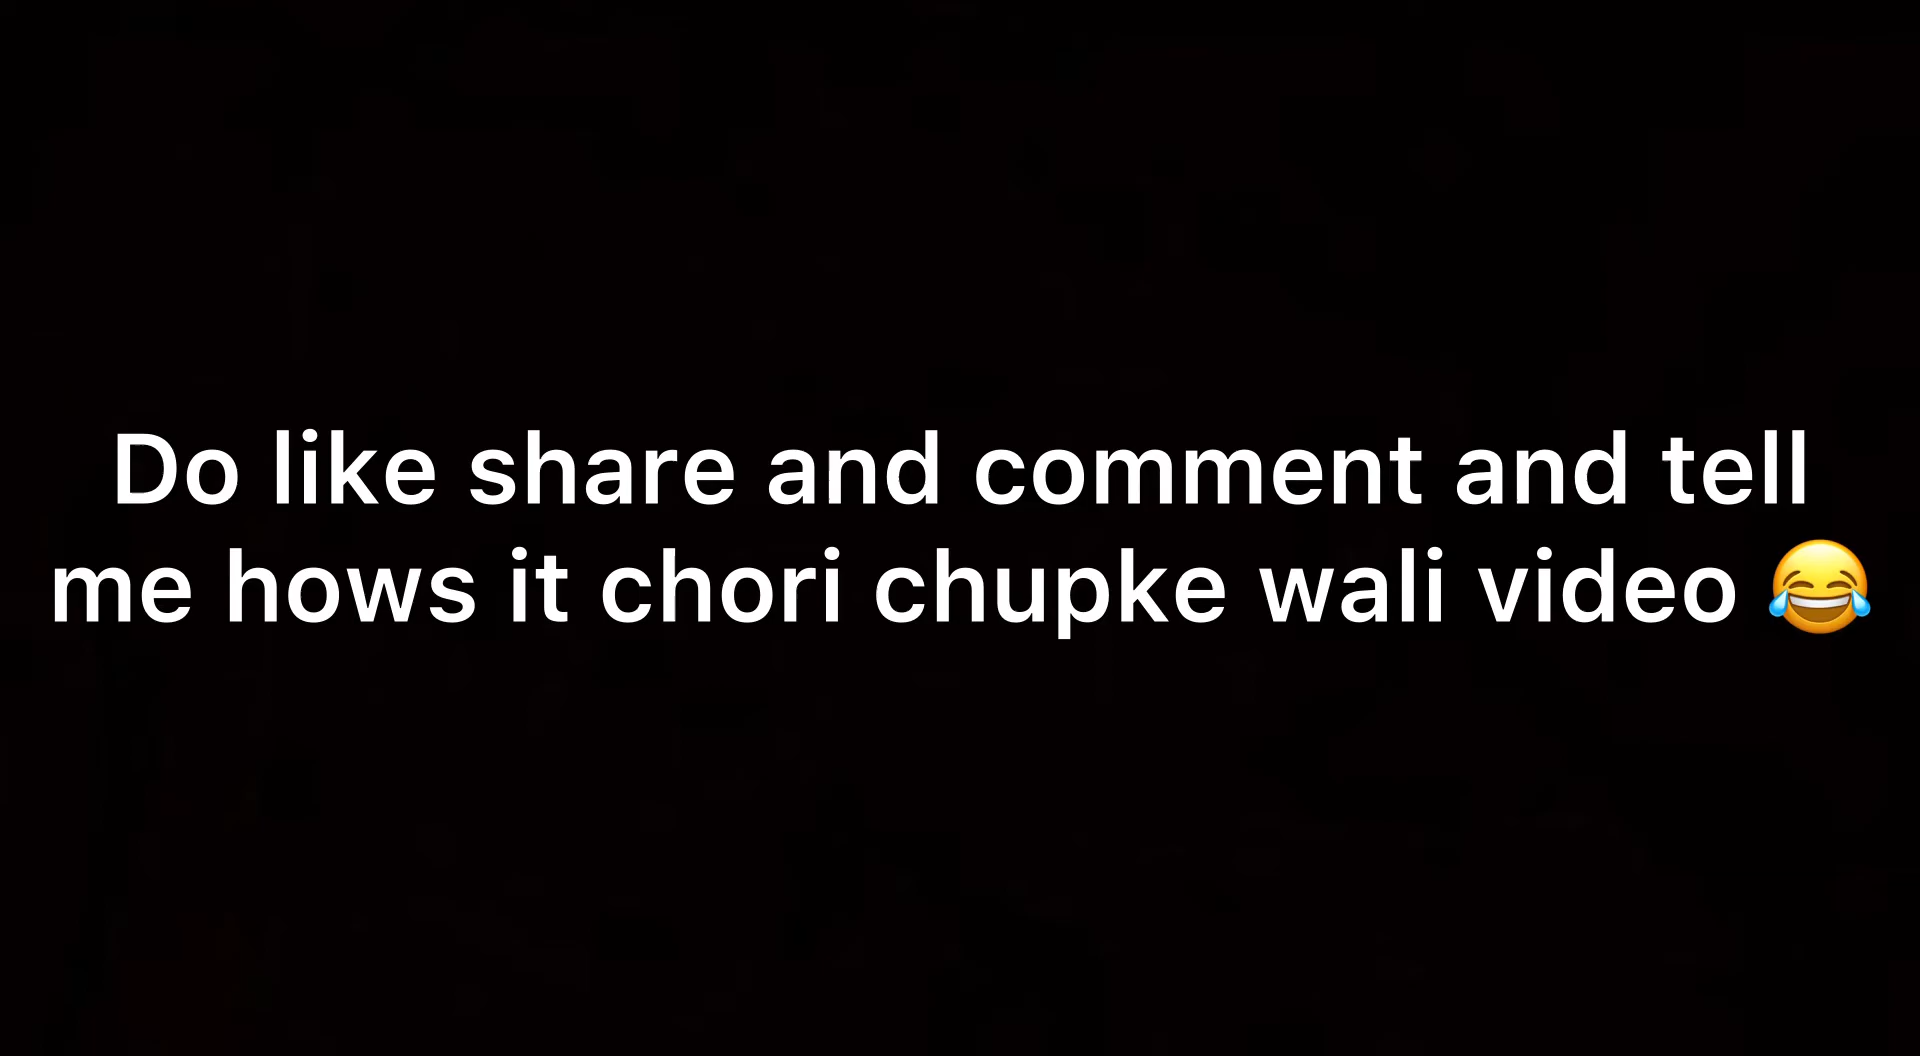 Do like share and comment and tell
me hows it chori chupke wali video 😂